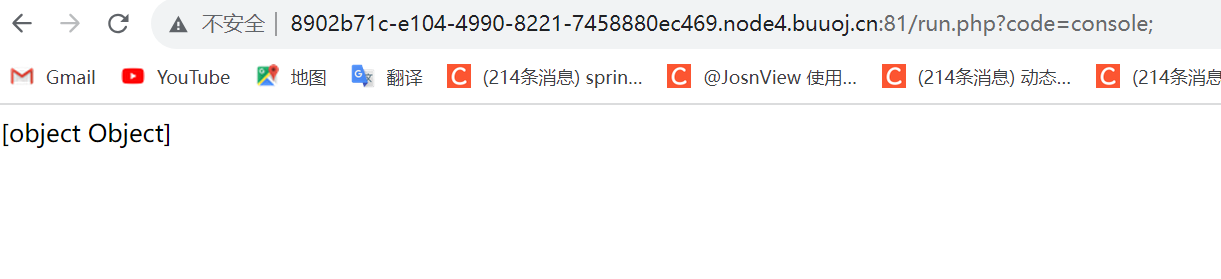 不安全 | 8902b71c-e104-4990-8221-7458880ec469.node4.buuoj.cn:81/run.php?code=console;
Gmail YouTube 地图 翻译 (214条消息) sprin... @JosnView 使用... (214条消息) 动态... (214条消息
[object Object]